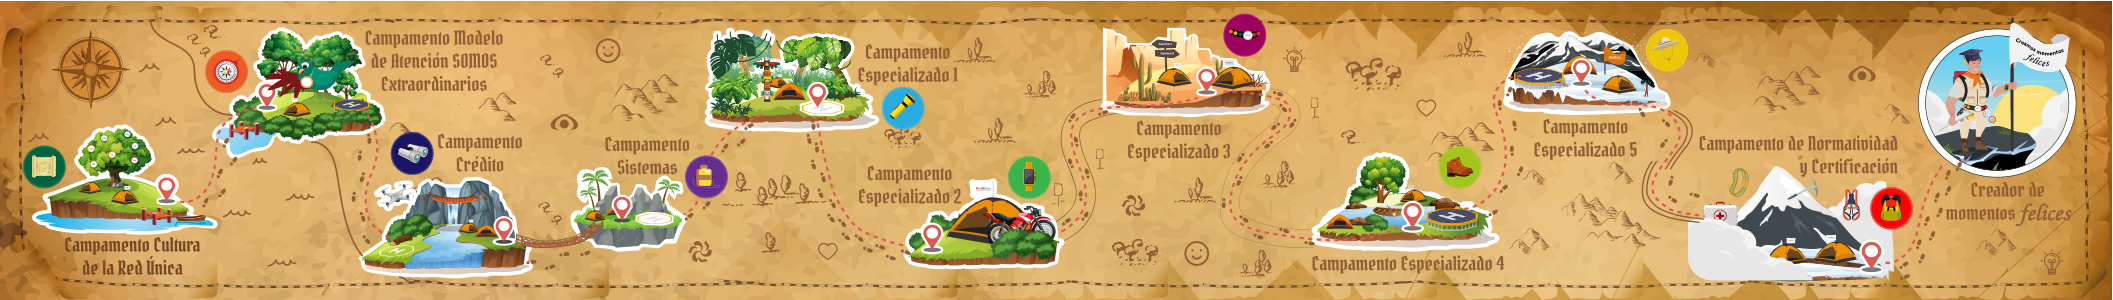 Campamento Cultura
de la Red Única
Campamento Modelo
de Atención SOMOS
Extraordinarios
Campamento
Crédito
Campamento
Sistemas
Campamento
Especializado 1
Campamento
Especializado 2
Campamento
Especializado 3
Campamento Especializado 4
Campamento
Especializado 5
Campamento de Normatividad
y Certificación
Creamos momentos
felices
Creador de
momentos felices